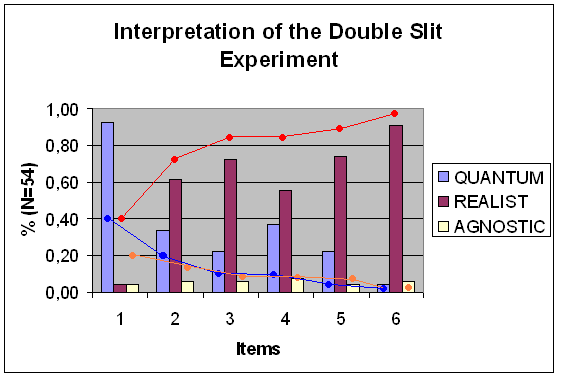 Interpretation of the Double Slit
Experiment
% (N=54)
1,00
0,80
0,60
0,40
0,20
0,00
1 2 3 4 5 6
Items
QUANTUM
REALIST
AGNOSTIC